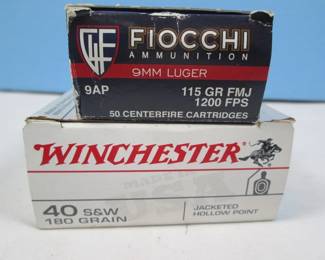 GFL FIOCCHI
AMMUNITION
9MM LUGER
9AP 115 GR FMJ
1200 FPS
50 CENTERFIRE CARTRIDGES
WINCHESTER
40 S&W
180 GRAIN
JACKETED
HOLLOW POINT